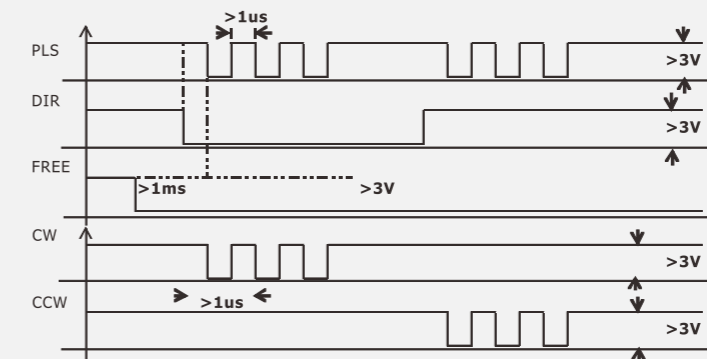 >1us
PLS
>3V
DIR
>3V
FREE
>1ms >3V
CW
>3V
>1us
CCW
>3V